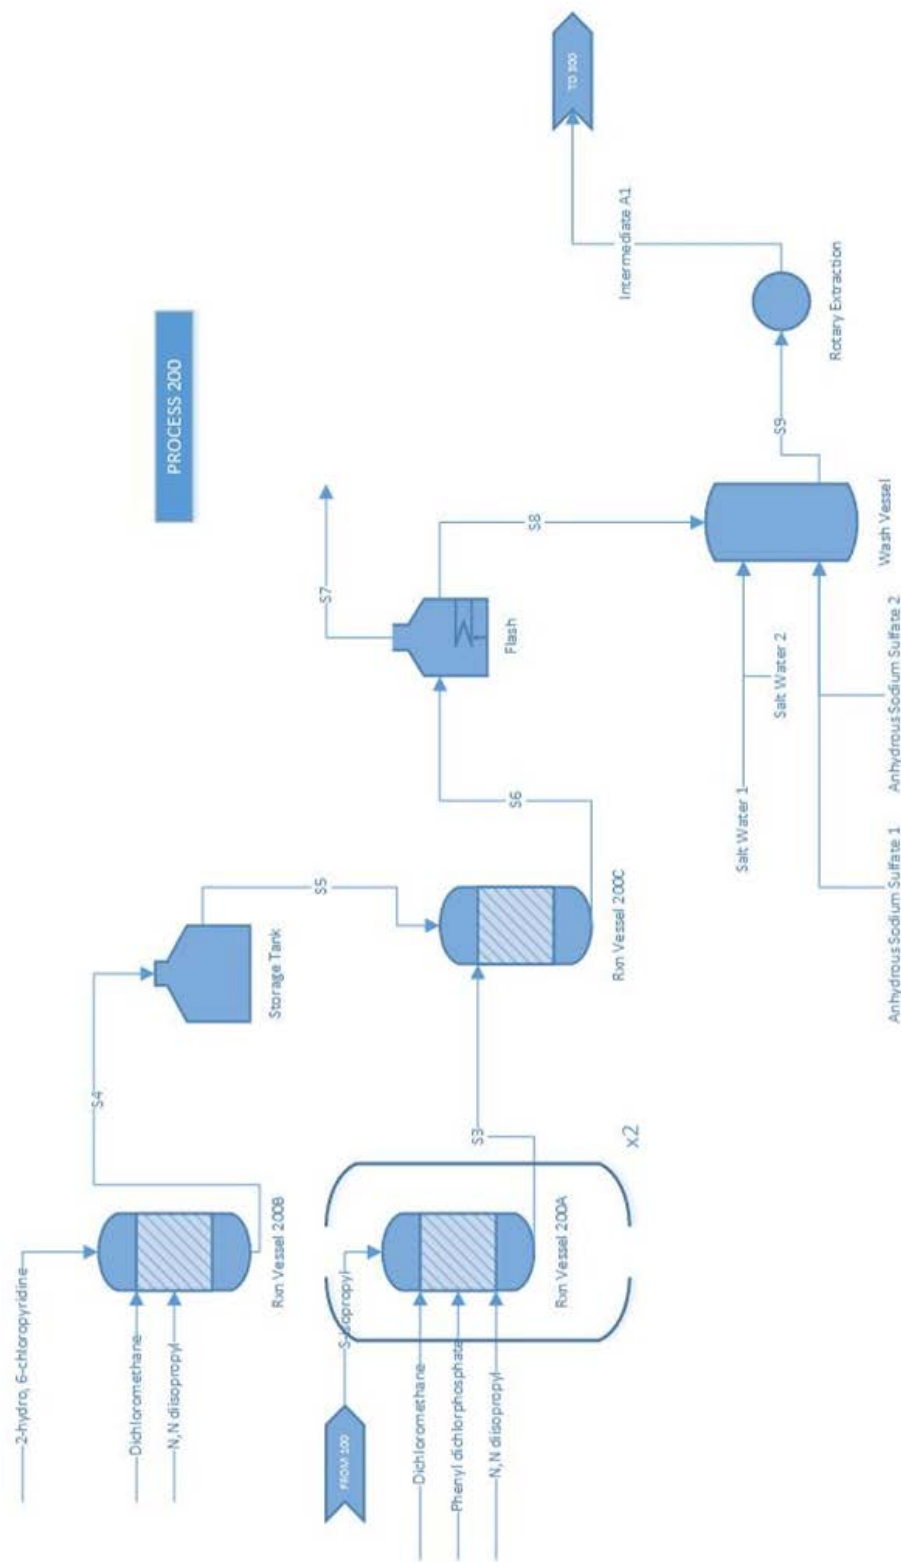 PROCESS 200
2-hydro, 6-chloropyridine
Dichloromethane
N,N diisopropyl
Rxn Vessel 200B
S4
Storage Tank
S5
FROM 100
S-Isopropyl
Dichloromethane
Phenyl dichlorphosphate
N,N diisopropyl
Rxn Vessel 200A
x2
S3
Rxn Vessel 200C
S6
S7
Flash
S8
Salt Water 1
Salt Water 2
Anhydrous Sodium Sulfate 1
Anhydrous Sodium Sulfate 2
Wash Vessel
S9
Rotary Extraction
Intermediate A1
TO 300